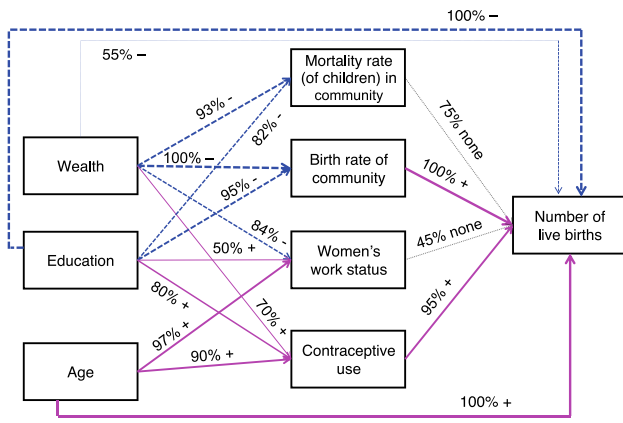 100% –
55% –
Mortality rate
(of children) in
community
93% -
82% -
75% none
Wealth
100% –
Birth rate of
community
100% +
95% -
Number of
live births
84% -
45% none
Education
50% +
Women's
work status
80% +
97% +
70% +
95% +
Age
90% +
Contraceptive
use
100% +